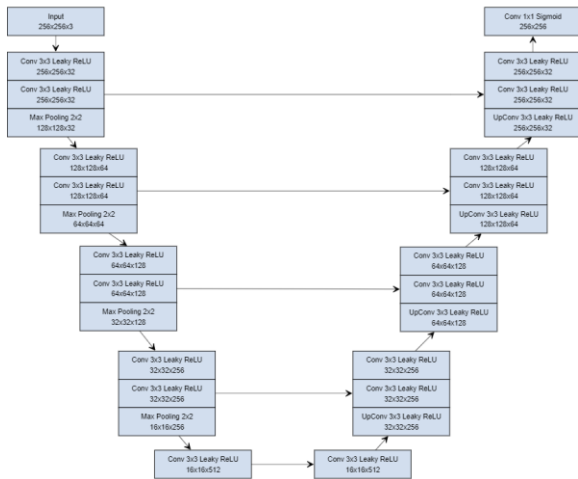 Input
256x256x3
Conv 3x3 Leaky ReLU
256x256x32
Conv 3x3 Leaky ReLU
256x256x32
Max Pooling 2x2
128x128x32
Conv 3x3 Leaky ReLU
128x128x64
Conv 3x3 Leaky ReLU
128x128x64
Max Pooling 2x2
64x64x64
Conv 3x3 Leaky ReLU
64x64x128
Conv 3x3 Leaky ReLU
64x64x128
Max Pooling 2x2
32x32x128
Conv 3x3 Leaky ReLU
32x32x256
Conv 3x3 Leaky ReLU
32x32x256
Max Pooling 2x2
16x16x256
Conv 3x3 Leaky ReLU
16x16x512
Conv 3x3 Leaky ReLU
16x16x512
Conv 3x3 Leaky ReLU
32x32x256
Conv 3x3 Leaky ReLU
32x32x256
UpConv 3x3 Leaky ReLU
32x32x256
Conv 3x3 Leaky ReLU
64x64x128
Conv 3x3 Leaky ReLU
64x64x128
UpConv 3x3 Leaky ReLU
64x64x128
Conv 3x3 Leaky ReLU
128x128x64
Conv 3x3 Leaky ReLU
128x128x64
UpConv 3x3 Leaky ReLU
128x128x64
Conv 3x3 Leaky ReLU
256x256x32
Conv 3x3 Leaky ReLU
256x256x32
UpConv 3x3 Leaky ReLU
256x256x32
Conv 1x1 Sigmoid
256x256